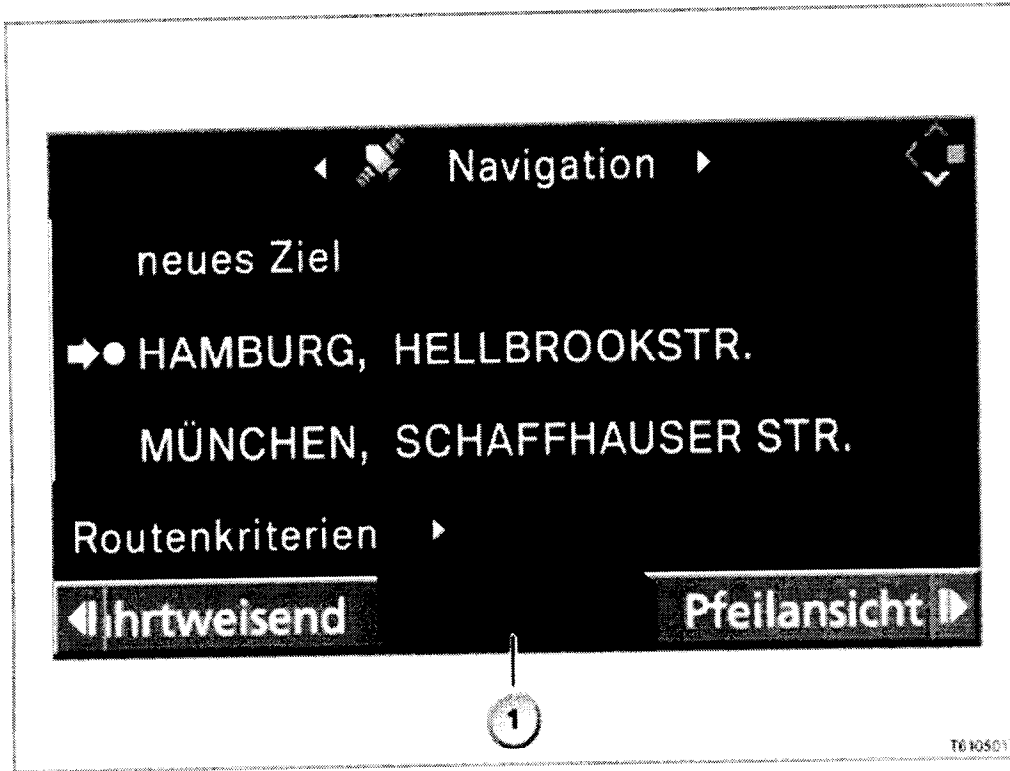 Navigation
neues Ziel
HAMBURG, HELLBROOKSTR.
MÜNCHEN, SCHAFFHAUSER STR.
Routenkriterien
hrtweisend Pfeilansicht
1